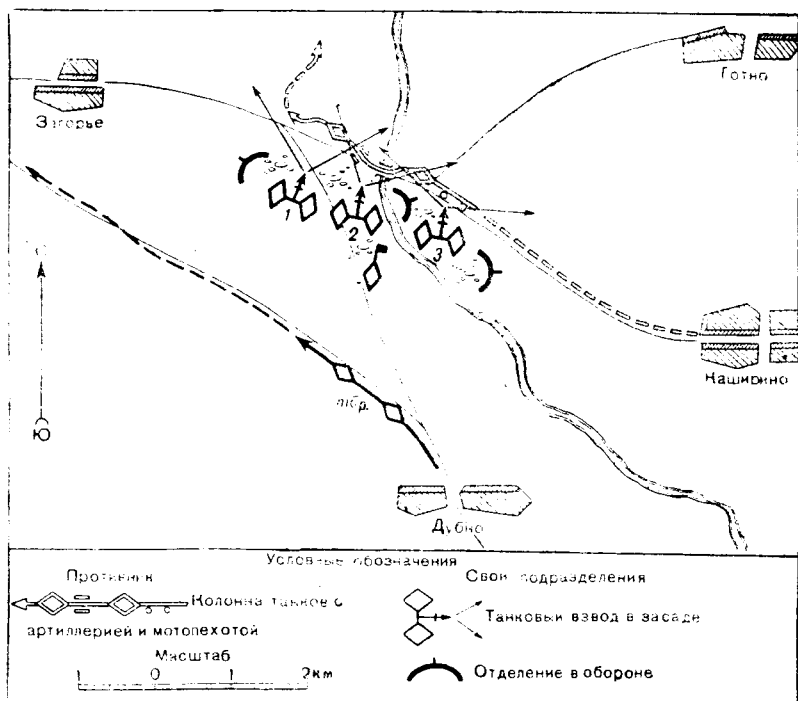 Готно
Загорье
1
2
3
Ю
тбр.
Наширино
Дубно
Условные обозначения
Противник
Свои подразделения
Колонна танков с
артиллерией и мотопехотой
Танковый взвод в засаде
Масштаб
1 0 1 2км
Отделение в обороне